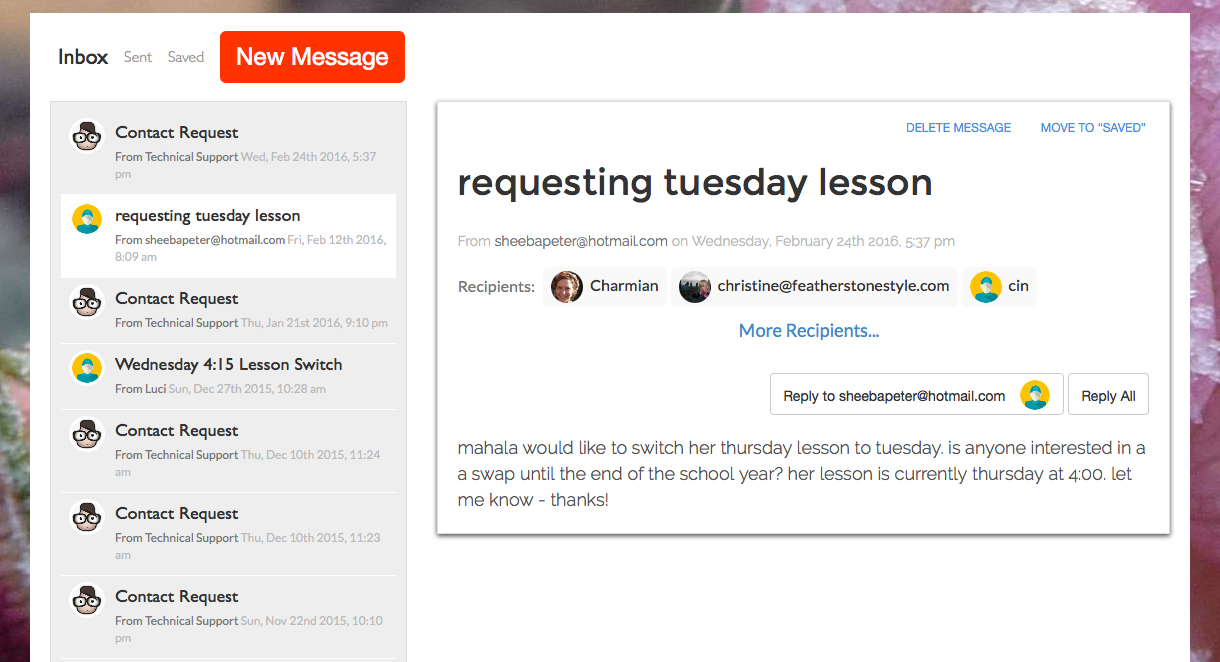 Inbox Sent Saved New Message
Contact Request
From Technical Support Wed, Feb 24th 2016, 5:37
pm
requesting tuesday lesson
From sheebapeter@hotmail.com Fri, Feb 12th 2016,
8:09 am
Contact Request
From Technical Support Thu, Jan 21st 2016, 9:10 pm
Wednesday 4:15 Lesson Switch
From Luci Sun, Dec 27th 2015, 10:28 am
Contact Request
From Technical Support Thu, Dec 10th 2015, 11:24
am
Contact Request
From Technical Support Thu, Dec 10th 2015, 11:23
am
Contact Request
From Technical Support Sun, Nov 22nd 2015, 10:10
pm
DELETE MESSAGE MOVE TO “SAVED”
requesting tuesday lesson
From sheebapeter@hotmail.com on Wednesday, February 24th 2016, 5:37 pm
Recipients: Charmian christine@featherstonestyle.com cin
More Recipients...
Reply to sheebapeter@hotmail.com Reply All
mahala would like to switch her thursday lesson to tuesday. is anyone interested in a
a swap until the end of the school year? her lesson is currently thursday at 4:00. let
me know - thanks!